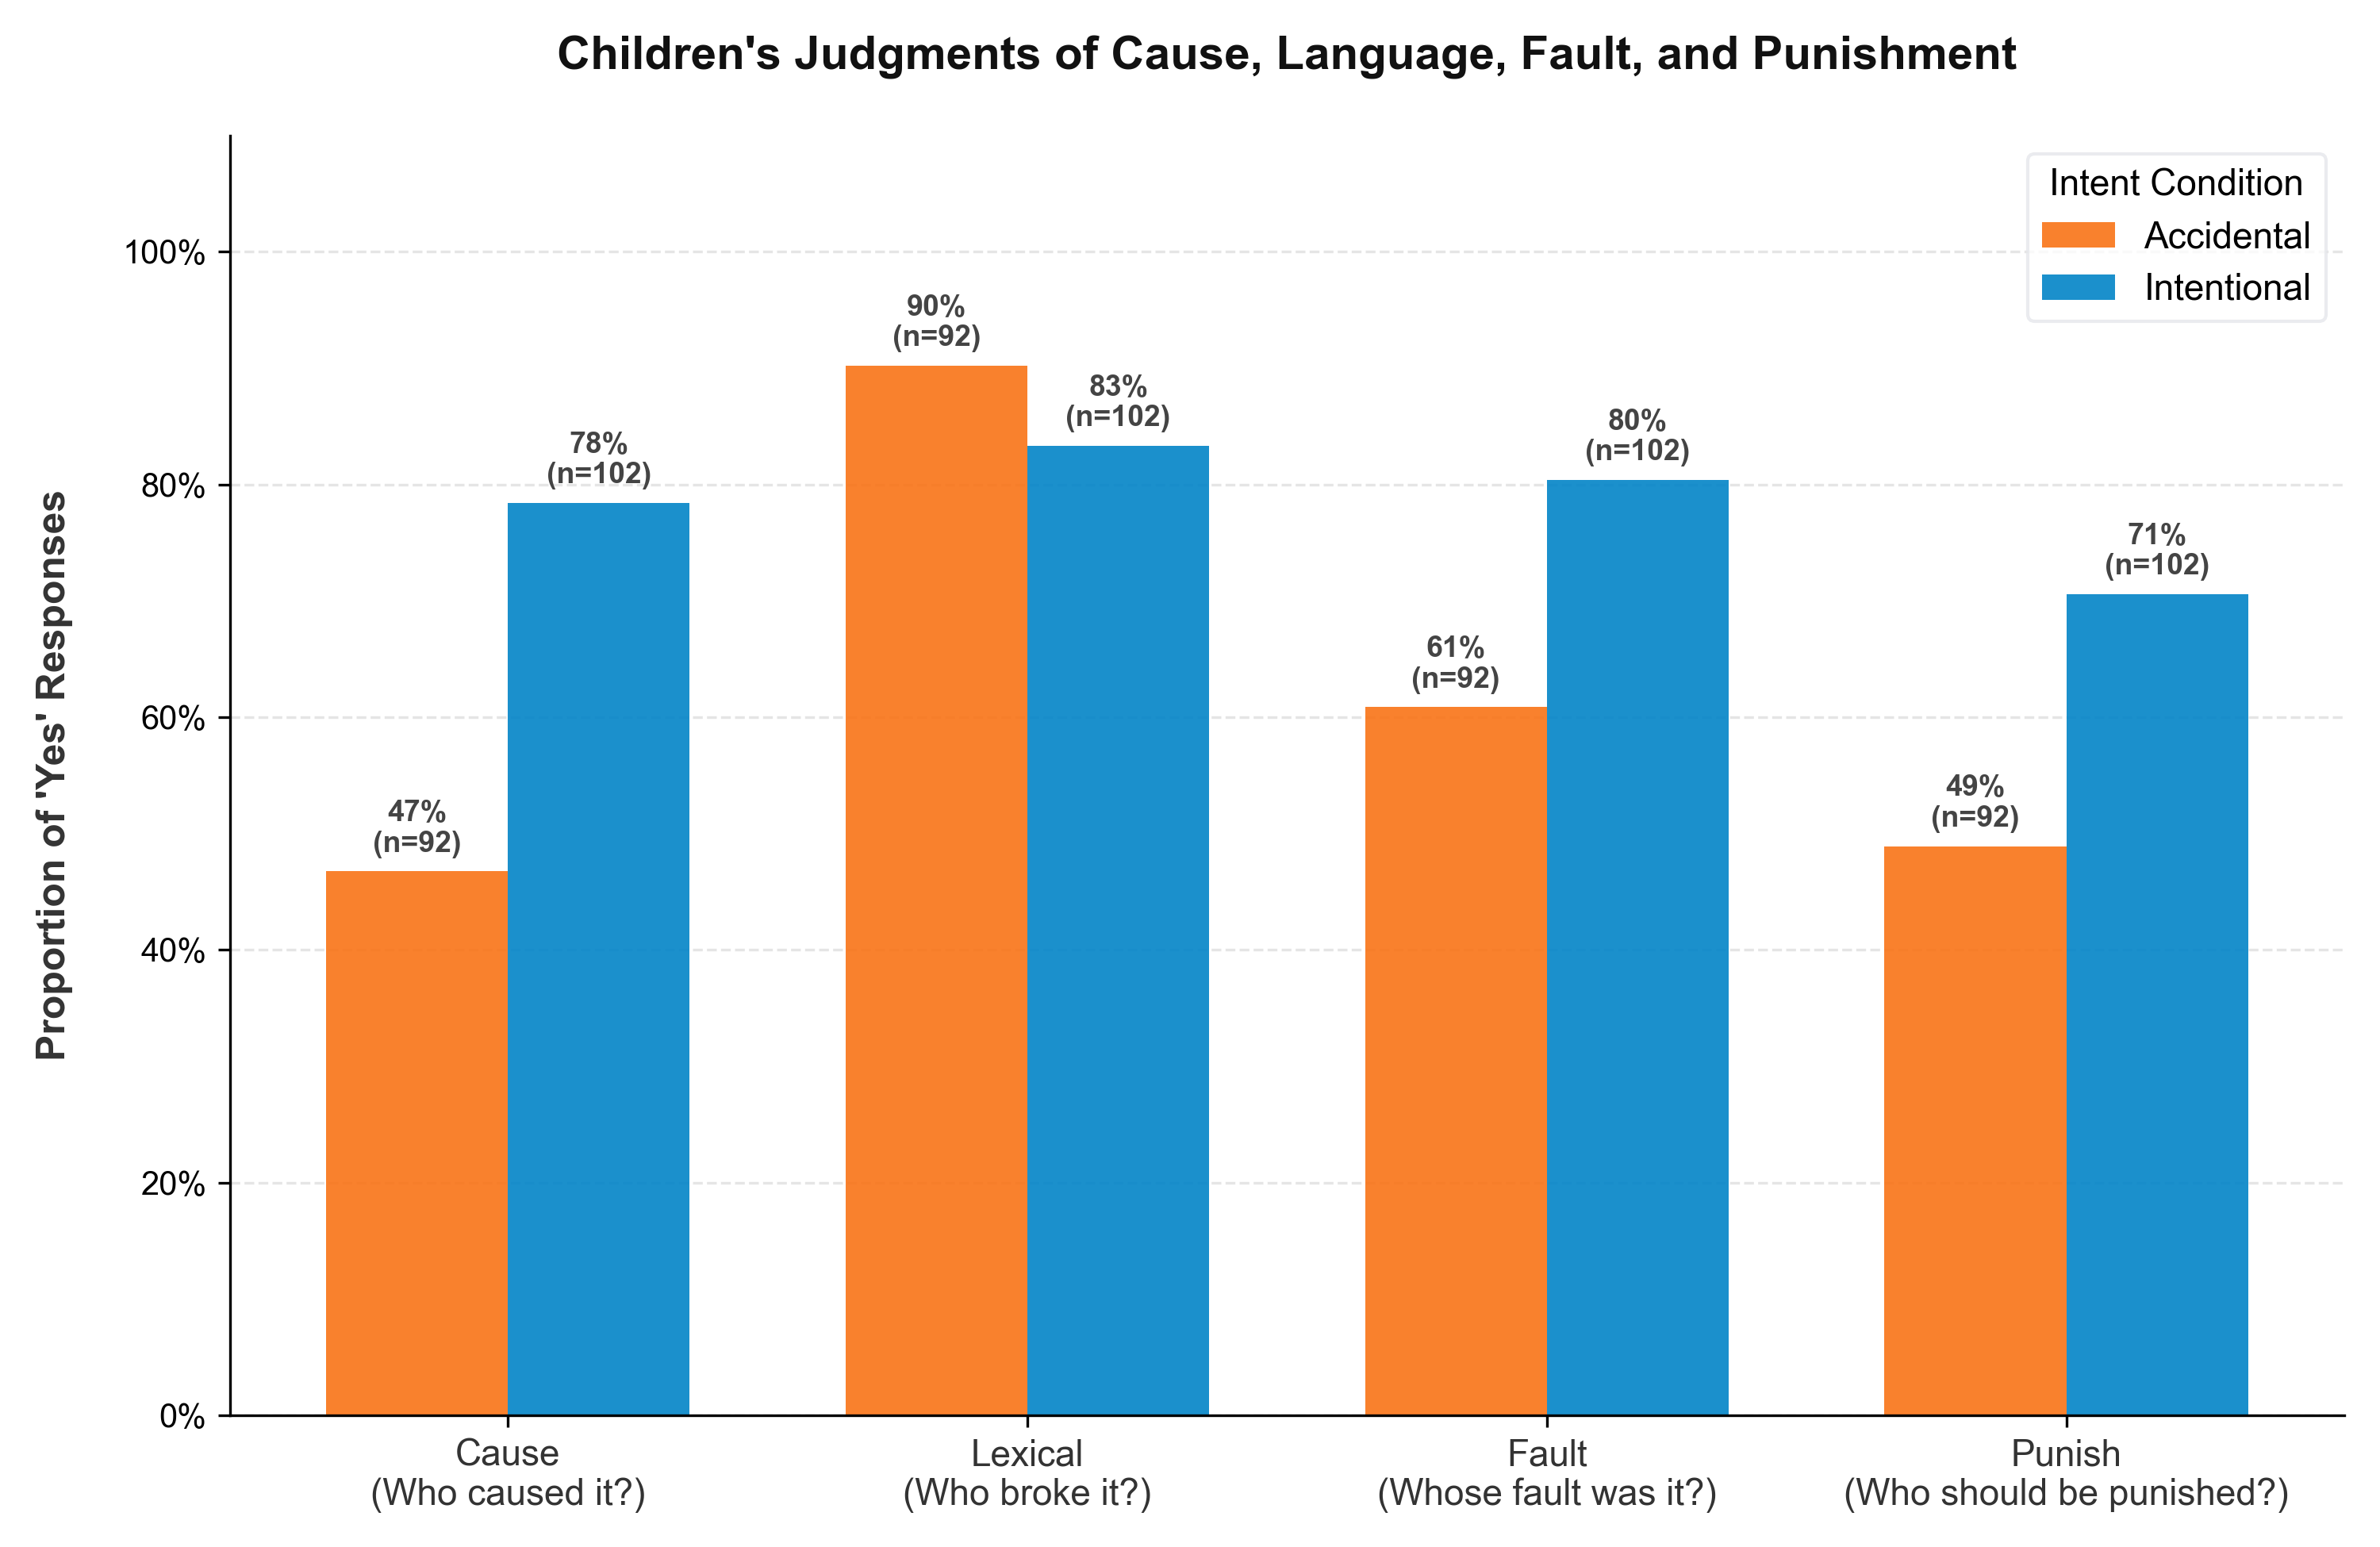 Children's Judgments of Cause, Language, Fault, and Punishment
Proportion of 'Yes' Responses
100%
80%
60%
40%
20%
0%
Intent Condition
Accidental
Intentional
47%
(n=92)
78%
(n=102)
90%
(n=92)
83%
(n=102)
61%
(n=92)
80%
(n=102)
49%
(n=92)
71%
(n=102)
Cause
(Who caused it?)
Lexical
(Who broke it?)
Fault
(Whose fault was it?)
Punish
(Who should be punished?)